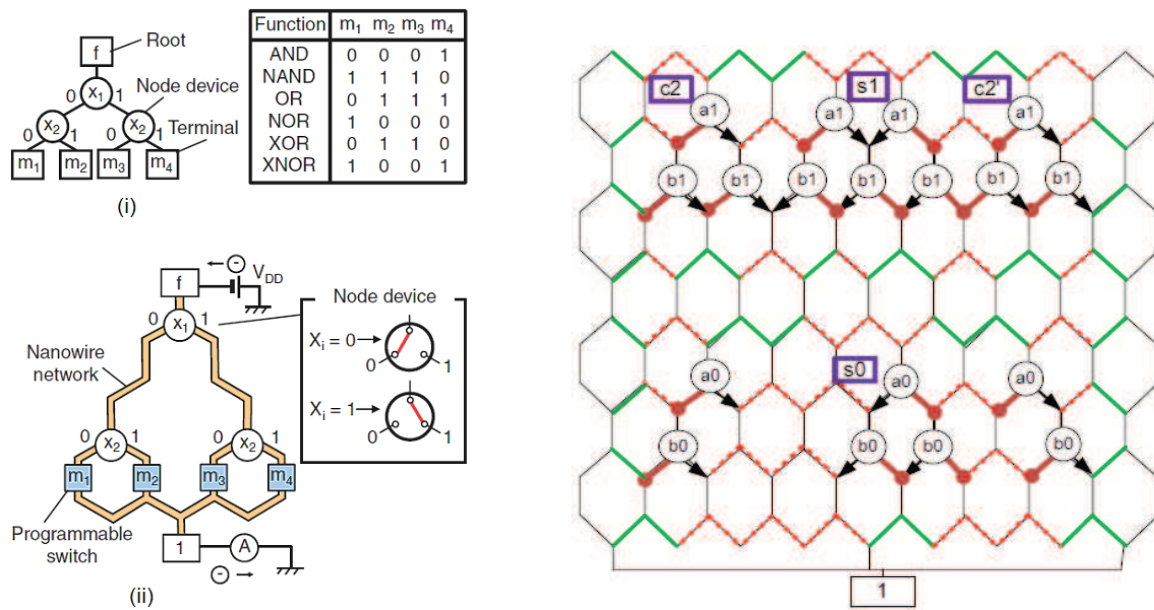 f
Root
x1
0
1
Node device
x2
x2
0
1
0
1
Terminal
m1
m2
m3
m4
(i)
Function m1 m2 m3 m4
AND 0 0 0 1
NAND 1 1 1 0
OR 0 1 1 1
NOR 1 0 0 0
XOR 0 1 1 0
XNOR 1 0 0 1
f
VDD
0
x1
1
Nanowire
network
0
x2
1
0
x2
1
m1
m2
m3
m4
Programmable
switch
1
A
(ii)
Node device
Xi = 0
0
1
Xi = 1
0
1
c2
s1
c2'
a1
a1
a1
a1
b1
b1
b1
b1
b1
b1
b1
s0
a0
a0
a0
b0
b0
b0
b0
1